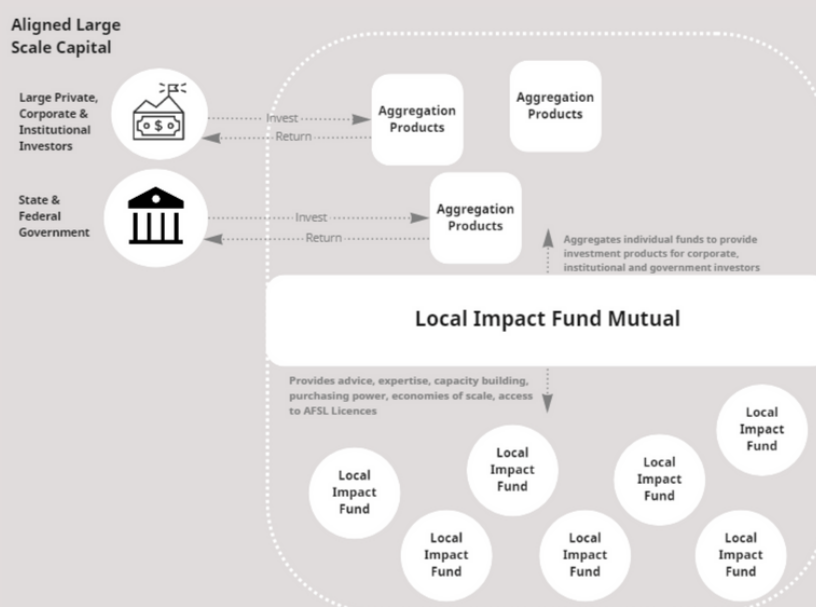 Aligned Large
Scale Capital
Large Private,
Corporate &
Institutional
Investors
$
Invest
Return
Aggregation
Products
Aggregation
Products
State &
Federal
Government
Invest
Return
Aggregation
Products
Aggregates individual funds to provide
investment products for corporate,
institutional and government investors
Local Impact Fund Mutual
Provides advice, expertise, capacity building,
purchasing power, economies of scale, access
to AFSL Licences
Local
Impact
Fund
Local
Impact
Fund
Local
Impact
Fund
Local
Impact
Fund
Local
Impact
Fund
Local
Impact
Fund
Local
Impact
Fund